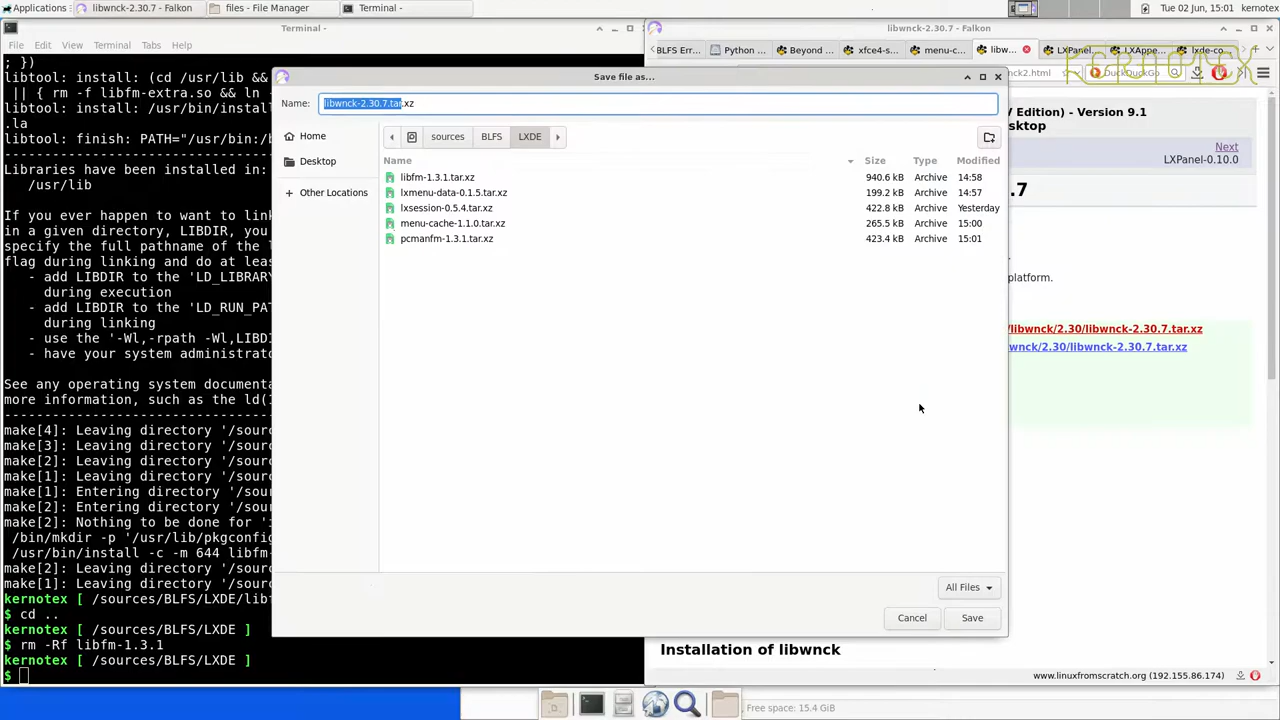 Applications
libwnck-2.30.7 - Falkon
files - File Manager
Terminal -
Tue 02 Jun, 15:01
kernotex
Terminal -
File Edit View Terminal Tabs Help
; })
libtool: install: (cd /usr/lib &&
|| { rm -f libfm-extra.so && ln
libtool: install: /usr/bin/instal
.la
libtool: finish: PATH="/usr/bin:/
Libraries have been installed in:
/usr/lib
If you ever happen to want to lin
in a given directory, LIBDIR, you
specify the full pathname of the
flag during linking and do at lea
- add LIBDIR to the 'LD_LIBRARY
during execution
- add LIBDIR to the 'LD_RUN_PA
during linking
- use the '-Wl,-rpath -Wl,LIBDI
- have your system administrat
See any operating system documenta
more information, such as the ld(1
make[4]: Leaving directory '/sourc
make[3]: Leaving directory '/sourc
make[2]: Leaving directory '/sourc
make[1]: Leaving directory '/sourc
make[1]: Entering directory '/sour
make[2]: Entering directory '/sour
make[2]: Nothing to be done for 'i
/bin/mkdir -p '/usr/lib/pkgconfig
/usr/bin/install -c -m 644 libfm-
make[2]: Leaving directory '/sourc
make[1]: Leaving directory '/sourc
kernotex [ /sources/BLFS/LXDE/libf
$ cd ..
kernotex [ /sources/BLFS/LXDE ]
$ rm -Rf libfm-1.3.1
kernotex [ /sources/BLFS/LXDE ]
$
Save file as...
Name: libwnck-2.30.7.tar.xz
Home
Desktop
Other Locations
sources BLFS LXDE
Name Size Type Modified
libfm-1.3.1.tar.xz 940.6 kB Archive 14:58
lxmenu-data-0.1.5.tar.xz 199.2 kB Archive 14:57
lxsession-0.5.4.tar.xz 422.8 kB Archive Yesterday
menu-cache-1.1.0.tar.xz 265.5 kB Archive 15:00
pcmanfm-1.3.1.tar.xz 423.4 kB Archive 15:01
All Files
Cancel Save
libwnck-2.30.7 - Falkon
BLFS Err... Python ... Beyond ... xfce4-s... menu-c... libw... LXPanel... LXAppe... lxde-co...
KERNOTEX
nck2.html
DuckDuckGo
V Edition) - Version 9.1
sktop
Next
LXPanel-0.10.0
.7
platform.
/libwnck/2.30/libwnck-2.30.7.tar.xz
wnck/2.30/libwnck-2.30.7.tar.xz
Installation of libwnck
www.linuxfromscratch.org (192.155.86.174)
Free space: 15.4 GiB